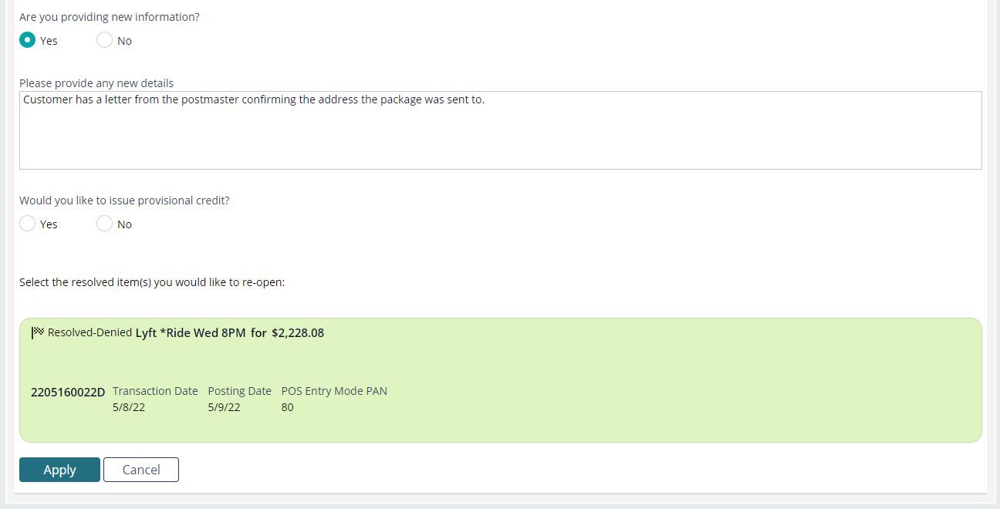 Are you providing new information?
Yes No
Please provide any new details
Customer has a letter from the postmaster confirming the address the package was sent to.
Would you like to issue provisional credit?
Yes No
Select the resolved item(s) you would like to re-open:
Resolved-Denied Lyft *Ride Wed 8PM for $2,228.08
2205160022D Transaction Date Posting Date POS Entry Mode PAN
5/8/22 5/9/22 80
Apply Cancel